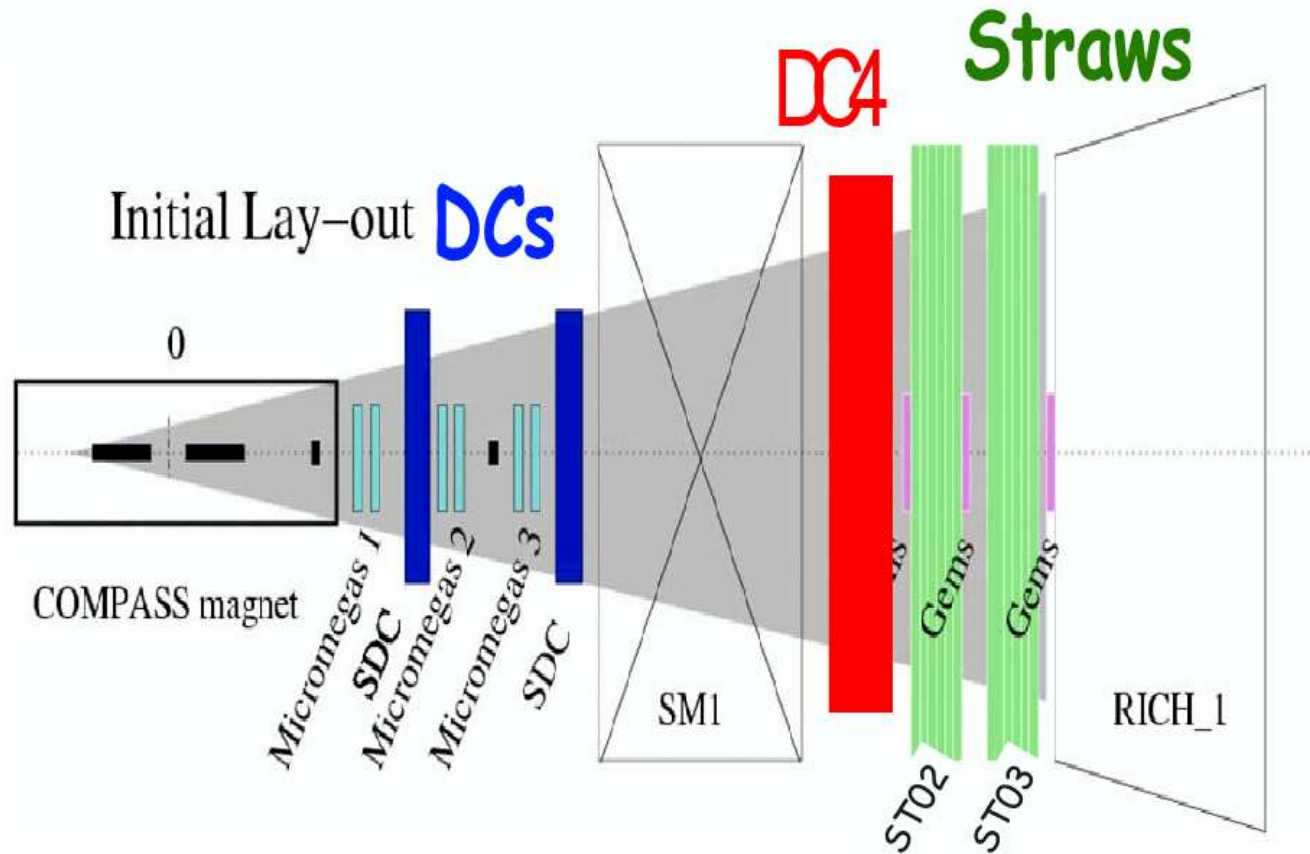 Straws
DC4
Initial Lay-out
DCs
0
COMPASS magnet
Micromegas 1
SDC
Micromegas 2
Micromegas 3
SDC
SM1
Gems
Gems
RICH_1
ST02
ST03